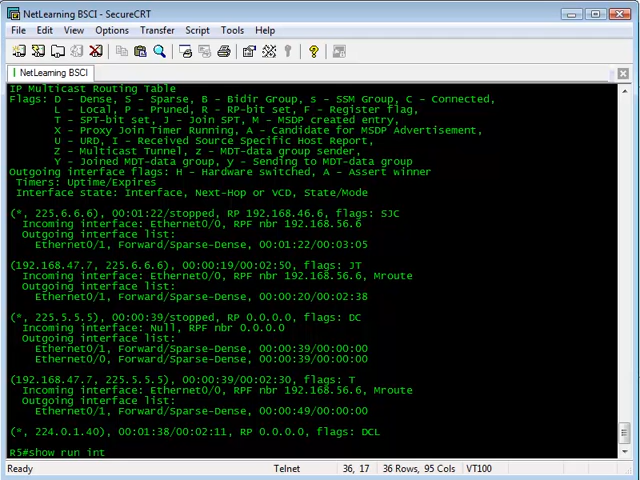 NetLearning BSCI - SecureCRT
File Edit View Options Transfer Script Tools Help
NetLearning BSCI
IP Multicast Routing Table
Flags: D - Dense, S - Sparse, B - Bidir Group, s - SSM Group, C - Connected,
L - Local, P - Pruned, R - RP-bit set, F - Register flag,
T - SPT-bit set, J - Join SPT, M - MSDP created entry,
X - Proxy Join Timer Running, A - Candidate for MSDP Advertisement,
U - URD, I - Received Source Specific Host Report,
Z - Multicast Tunnel, z - MDT-data group sender,
Y - Joined MDT-data group, y - Sending to MDT-data group
Outgoing interface flags: H - Hardware switched, A - Assert winner
Timers: Uptime/Expires
Interface state: Interface, Next-Hop or VCD, State/Mode
(*, 225.6.6.6), 00:01:22/stopped, RP 192.168.46.6, flags: SJC
Incoming interface: Ethernet0/0, RPF nbr 192.168.56.6
Outgoing interface list:
Ethernet0/1, Forward/Sparse-Dense, 00:01:22/00:03:05
(192.168.47.7, 225.6.6.6), 00:00:19/00:02:50, flags: JT
Incoming interface: Ethernet0/0, RPF nbr 192.168.56.6, Mroute
Outgoing interface list:
Ethernet0/1, Forward/Sparse-Dense, 00:00:20/00:02:38
(*, 225.5.5.5), 00:00:39/stopped, RP 0.0.0.0, flags: DC
Incoming interface: Null, RPF nbr 0.0.0.0
Outgoing interface list:
Ethernet0/1, Forward/Sparse-Dense, 00:00:39/00:00:00
Ethernet0/0, Forward/Sparse-Dense, 00:00:39/00:00:00
(192.168.47.7, 225.5.5.5), 00:00:39/00:02:30, flags: T
Incoming interface: Ethernet0/0, RPF nbr 192.168.56.6, Mroute
Outgoing interface list:
Ethernet0/1, Forward/Sparse-Dense, 00:00:49/00:00:00
(*, 224.0.1.40), 00:01:38/00:02:11, RP 0.0.0.0, flags: DCL
R5#show run int
Ready Telnet 36, 17 36 Rows, 95 Cols VT100